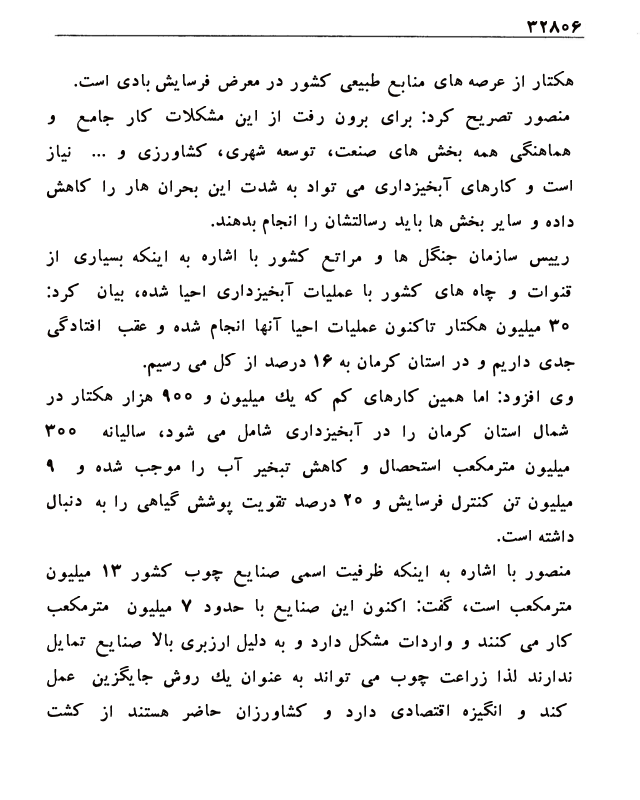 ۳۲۸۰۶
هکتار از عرصه های منابع طبیعی کشور در معرض فرسایش بادی است.
منصور تصریح کرد: برای برون رفت از این مشکلات کار جامع و
هماهنگی همه بخش های صنعت، توسعه شهری، کشاورزی و ... نیاز
است و کارهای آبخیزداری می تواد به شدت این بحران هار را کاهش
داده و سایر بخش ها باید رسالتشان را انجام بدهند.
رییس سازمان جنگل ها و مراتع کشور با اشاره به اینکه بسیاری از
قنوات و چاه های کشور با عملیات آبخیزداری احیا شده، بیان کرد:
۳۰ میلیون هکتار تاکنون عملیات احیا آنها انجام شده و عقب افتادگی
جدی داریم و در استان کرمان به ۱۶ درصد از کل می رسیم.
وی افزود: اما همین کارهای کم که یك میلیون و ۹۰۰ هزار هکتار در
شمال استان کرمان را در آبخیزداری شامل می شود، سالیانه ۳۰۰
میلیون مترمکعب استحصال و کاهش تبخیر آب را موجب شده و ۹
میلیون تن کنترل فرسایش و ۲۰ درصد تقویت پوشش گیاهی را به دنبال
داشته است.
منصور با اشاره به اینکه ظرفیت اسمی صنایع چوب کشور ۱۳ میلیون
مترمکعب است، گفت: اکنون این صنایع با حدود ۷ میلیون مترمکعب
کار می کنند و واردات مشکل دارد و به دلیل ارزبری بالا صنایع تمایل
ندارند لذا زراعت چوب می تواند به عنوان یك روش جایگزین عمل
کند و انگیزه اقتصادی دارد و کشاورزان حاضر هستند از کشت